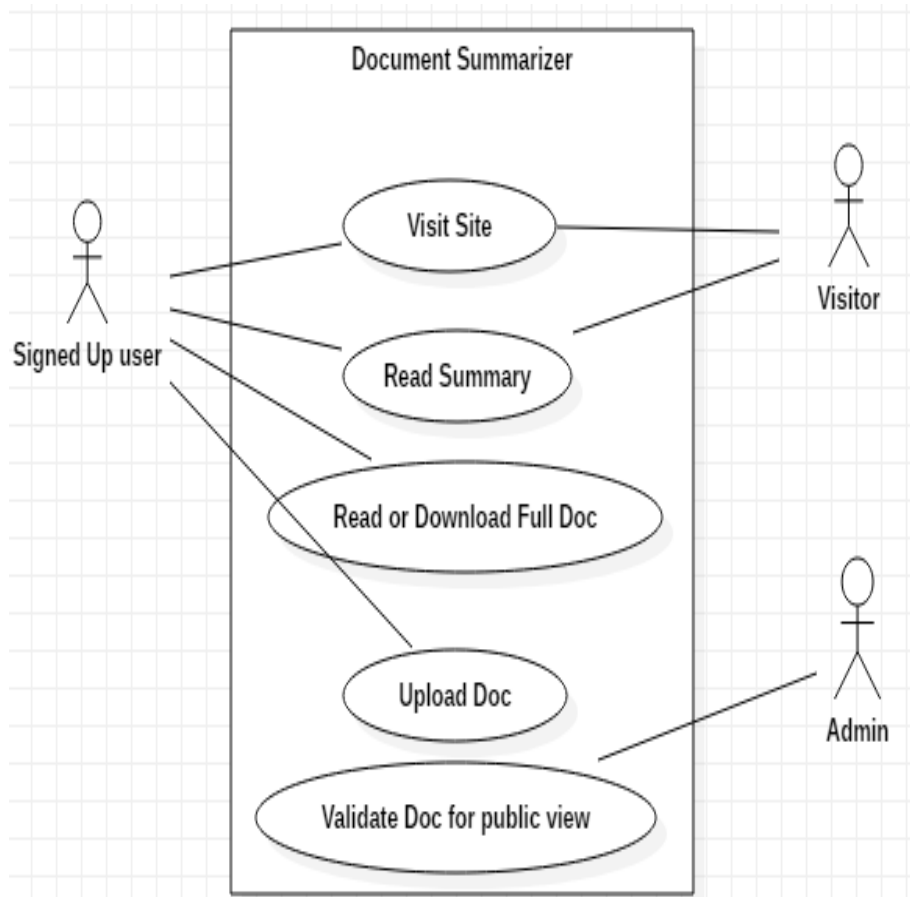 Document Summarizer
Visit Site
Visitor
Signed Up user
Read Summary
Read or Download Full Doc
Upload Doc
Admin
Validate Doc for public view